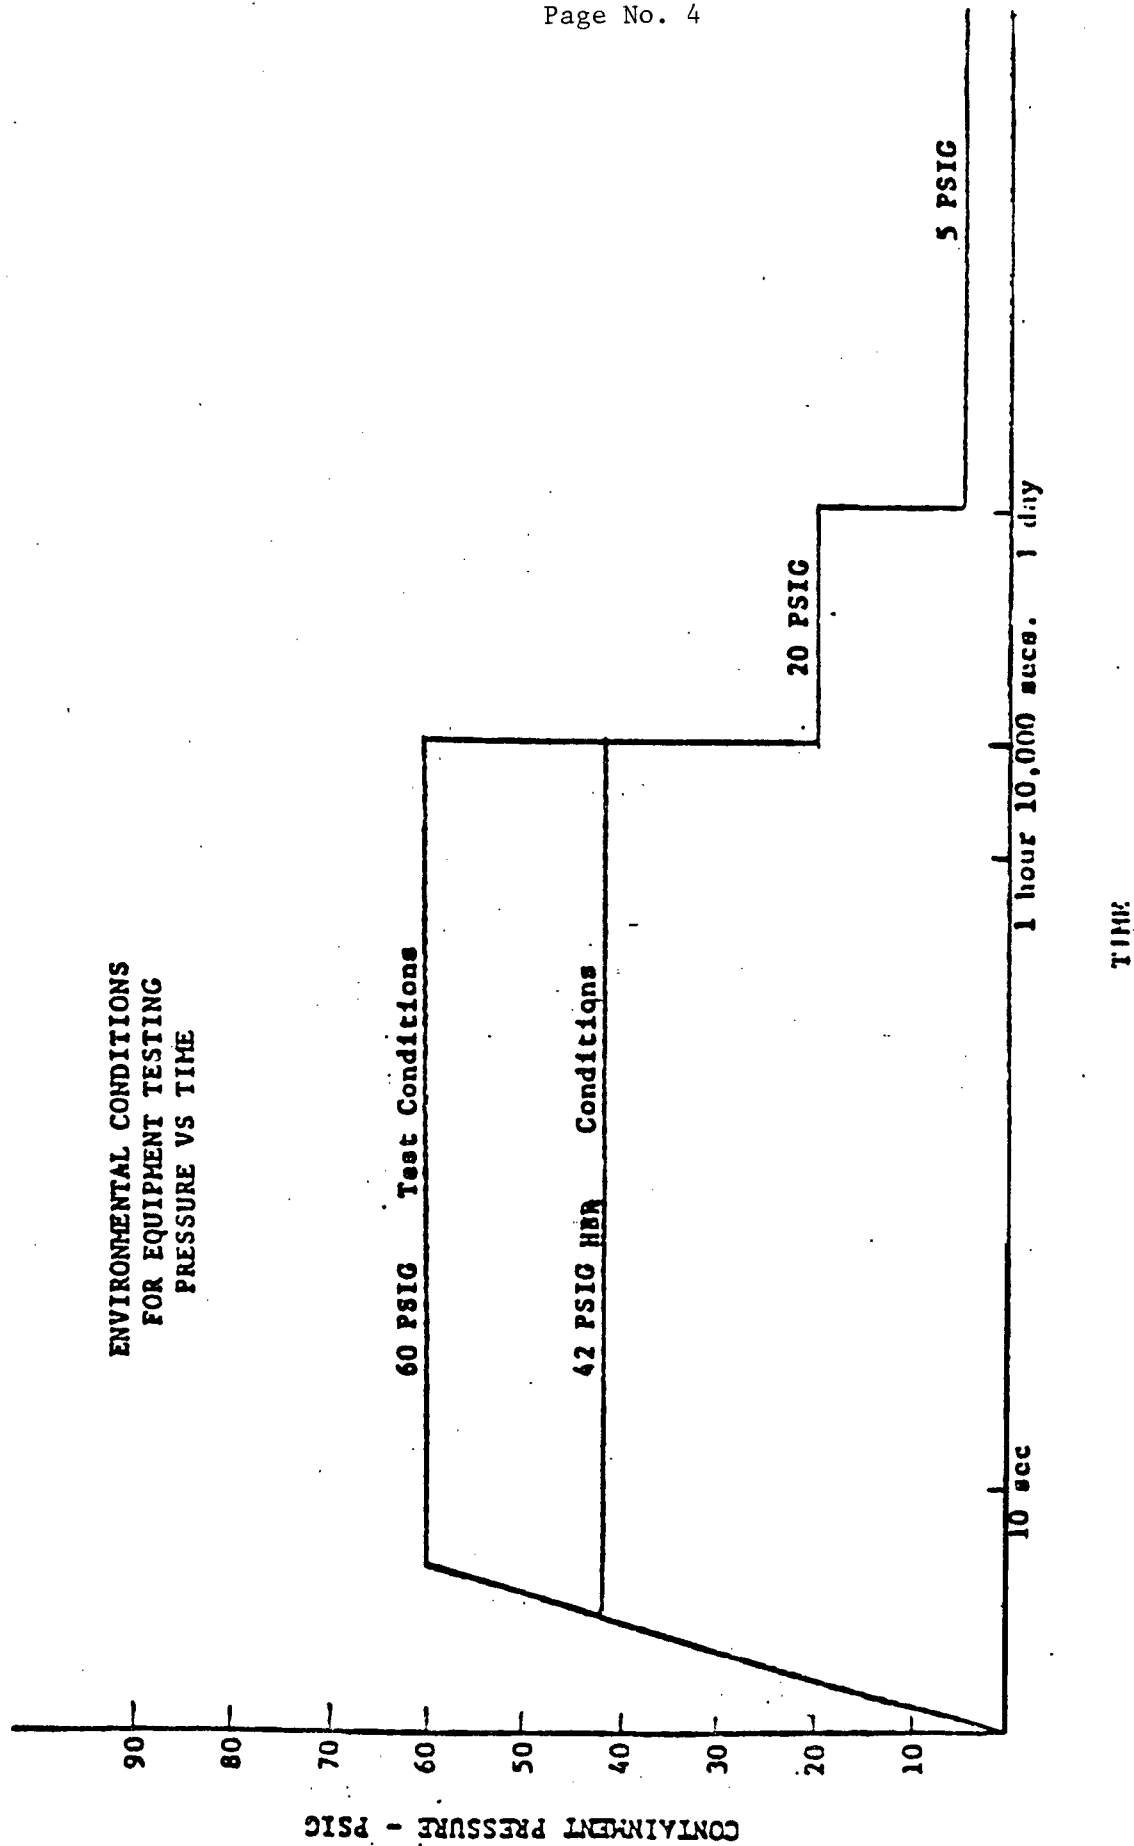 Page No. 4
ENVIRONMENTAL CONDITIONS
FOR EQUIPMENT TESTING
PRESSURE VS TIME
CONTAINMENT PRESSURE - PSIG
90
80
70
60
50
40
30
20
10
60 PSIG Test Conditions
42 PSIG HBR Conditions
20 PSIG
5 PSIG
10 sec
1 hour
10,000 secs.
1 day
TIME